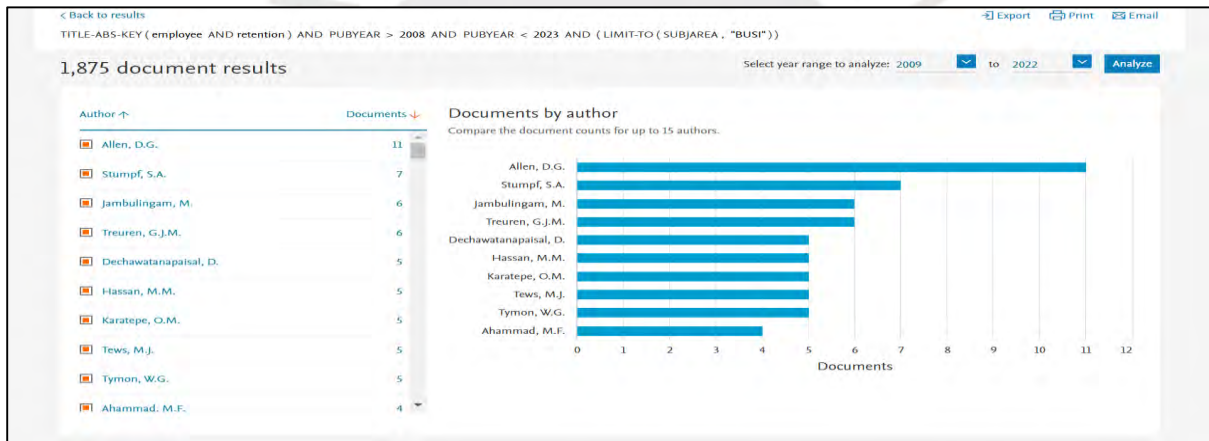 < Back to results
Export Print Email
TITLE-ABS-KEY ( employee AND retention ) AND PUBYEAR > 2008 AND PUBYEAR < 2023 AND ( LIMIT-TO ( SUBJAREA , "BUSI" ) )
1,875 document results
Select year range to analyze: 2009 to 2022 Analyze
Author Documents
Allen, D.G. 11
Stumpf, S.A. 7
Jambulingam, M. 6
Treuren, G.J.M. 6
Dechawatanapaisal, D. 5
Hassan, M.M. 5
Karatepe, O.M. 5
Tews, M.J. 5
Tymon, W.G. 5
Ahammad, M.F. 4
Documents by author
Compare the document counts for up to 15 authors.
Allen, D.G.
Stumpf, S.A.
Jambulingam, M.
Treuren, G.J.M.
Dechawatanapaisal, D.
Hassan, M.M.
Karatepe, O.M.
Tews, M.J.
Tymon, W.G.
Ahammad, M.F.
0 1 2 3 4 5 6 7 8 9 10 11 12
Documents